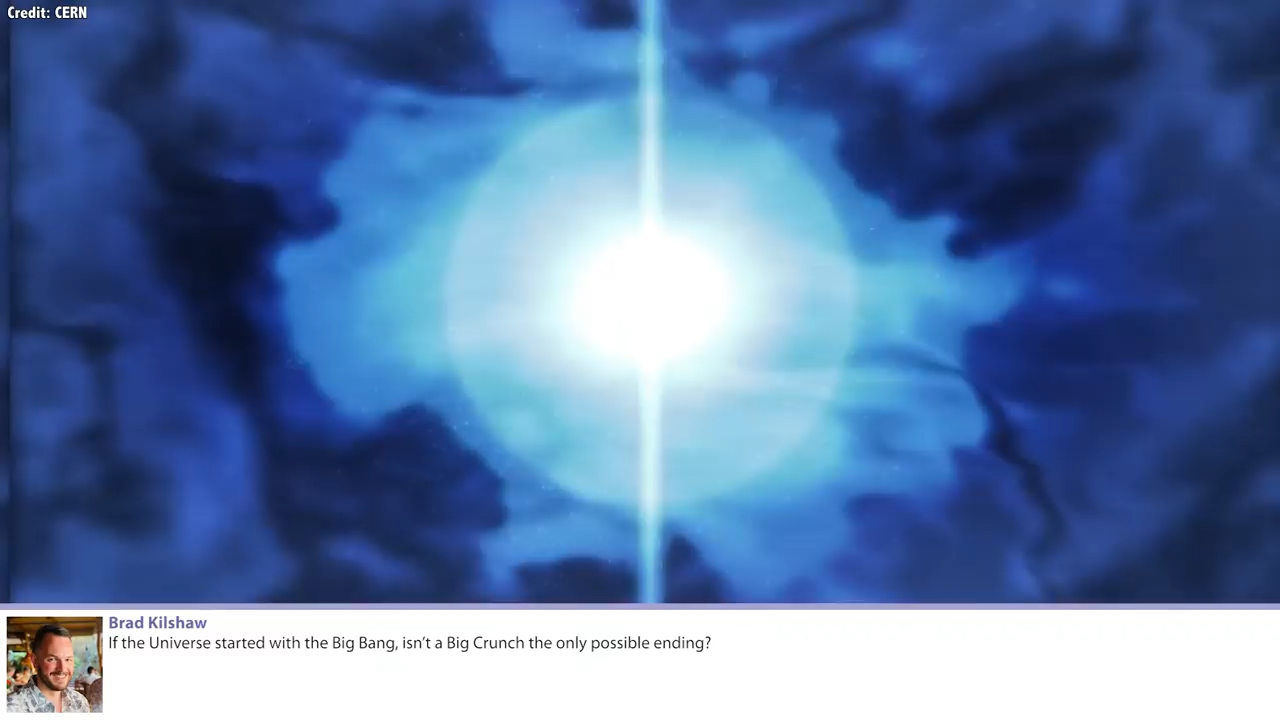 Credit: CERN
Brad Kilshaw
If the Universe started with the Big Bang, isn’t a Big Crunch the only possible ending?